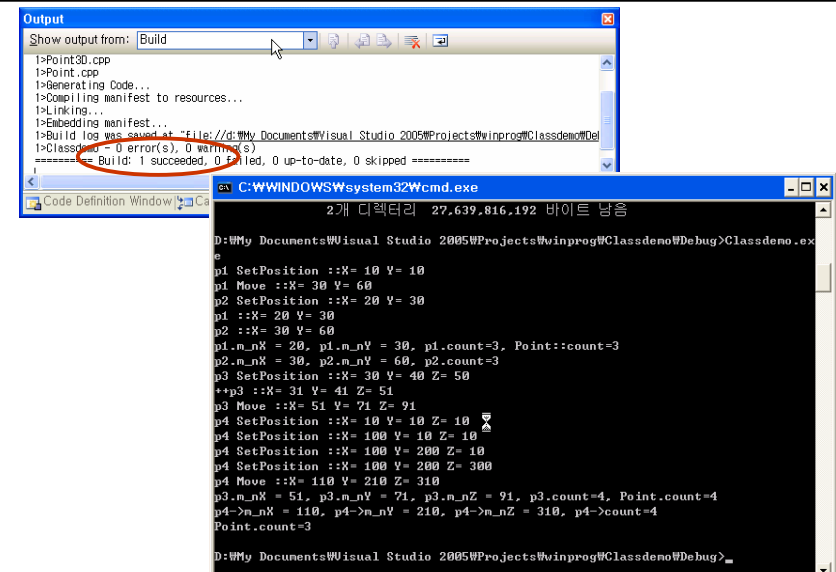 Output
Show output from: Build
1>Point3D.cpp
1>Point.cpp
1>Generating Code...
1>Compiling manifest to resources...
1>Linking...
1>Embedding manifest...
1>Build log was saved at "file://d:₩My Documents₩Visual Studio 2005₩Projects₩winprog₩Classdemo₩Del
1>Classdemo - 0 error(s), 0 warning(s)
========== Build: 1 succeeded, 0 failed, 0 up-to-date, 0 skipped ==========
Code Definition Window Ca
C:₩WINDOWS₩system32₩cmd.exe
2개 디렉터리 27,639,816,192 바이트 남음
D:₩My Documents₩Visual Studio 2005₩Projects₩winprog₩Classdemo₩Debug>Classdemo.ex
e
p1 SetPosition ::X= 10 Y= 10
p1 Move ::X= 30 Y= 60
p2 SetPosition ::X= 20 Y= 30
p1 ::X= 20 Y= 30
p2 ::X= 30 Y= 60
p1.m_nX = 20, p1.m_nY = 30, p1.count=3, Point::count=3
p2.m_nX = 30, p2.m_nY = 60, p2.count=3
p3 SetPosition ::X= 30 Y= 40 Z= 50
++p3 ::X= 31 Y= 41 Z= 51
p3 Move ::X= 51 Y= 71 Z= 91
p4 SetPosition ::X= 10 Y= 10 Z= 10
p4 SetPosition ::X= 100 Y= 10 Z= 10
p4 SetPosition ::X= 100 Y= 200 Z= 10
p4 SetPosition ::X= 100 Y= 200 Z= 300
p4 Move ::X= 110 Y= 210 Z= 310
p3.m_nX = 51, p3.m_nY = 71, p3.m_nZ = 91, p3.count=4, Point.count=4
p4->m_nX = 110, p4->m_nY = 210, p4->m_nZ = 310, p4->count=4
Point.count=3
D:₩My Documents₩Visual Studio 2005₩Projects₩winprog₩Classdemo₩Debug>_